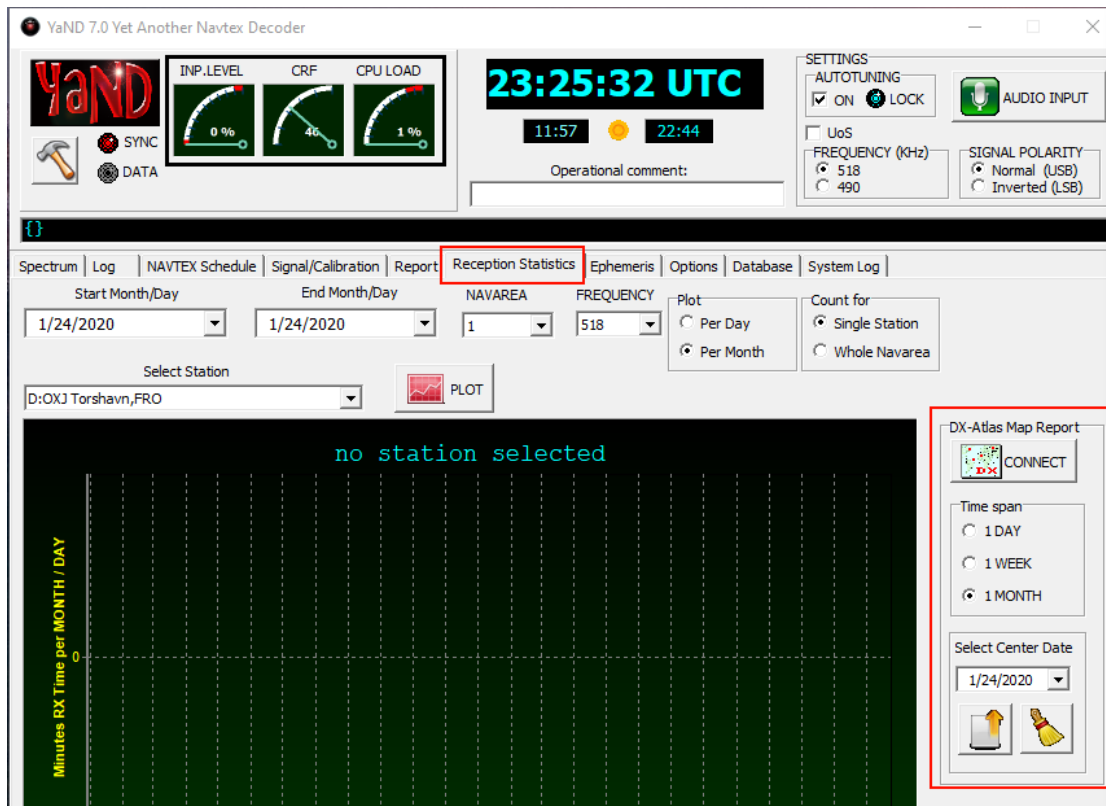 YaND 7.0 Yet Another Navtex Decoder
YaND
SYNC
DATA
INP.LEVEL CRF CPU LOAD
0 % 46 1 %
23:25:32 UTC
11:57 22:44
Operational comment:
SETTINGS
AUTOTUNING
ON LOCK
AUDIO INPUT
UoS
FREQUENCY (KHz)
518
490
SIGNAL POLARITY
Normal (USB)
Inverted (LSB)
{}
Spectrum Log NAVTEX Schedule Signal/Calibration Report Reception Statistics Ephemeris Options Database System Log
Start Month/Day End Month/Day NAVAREA FREQUENCY
1/24/2020 1/24/2020 1 518
Plot
Per Day
Per Month
Count for
Single Station
Whole Navarea
Select Station
D:OXJ Torshavn,FRO
PLOT
no station selected
Minutes RX Time per MONTH / DAY
0
DX-Atlas Map Report
DX
CONNECT
Time span
1 DAY
1 WEEK
1 MONTH
Select Center Date
1/24/2020